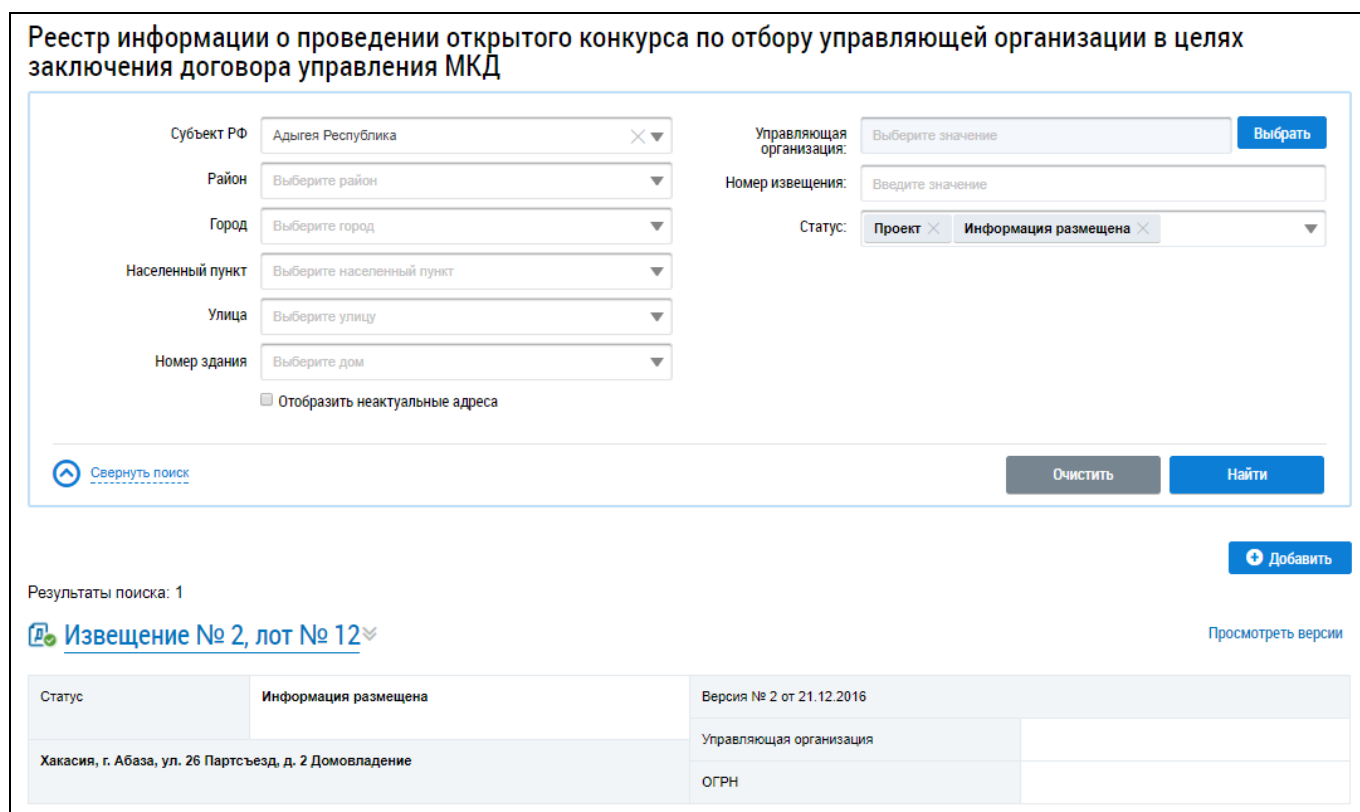 Реестр информации о проведении открытого конкурса по отбору управляющей организации в целях
заключения договора управления МКД
Субъект РФ
Адыгея Республика
Район
Выберите район
Город
Выберите город
Населенный пункт
Выберите населенный пункт
Улица
Выберите улицу
Номер здания
Выберите дом
Отобразить неактуальные адреса
Управляющая
организация:
Выберите значение
Выбрать
Номер извещения:
Введите значение
Статус:
Проект
Информация размещена
Свернуть поиск
Очистить
Найти
Добавить
Результаты поиска: 1
Извещение № 2, лот № 12
Просмотреть версии
Статус
Информация размещена
Хакасия, г. Абаза, ул. 26 Партсъезд, д. 2 Домовладение
Версия № 2 от 21.12.2016
Управляющая организация
ОГРН